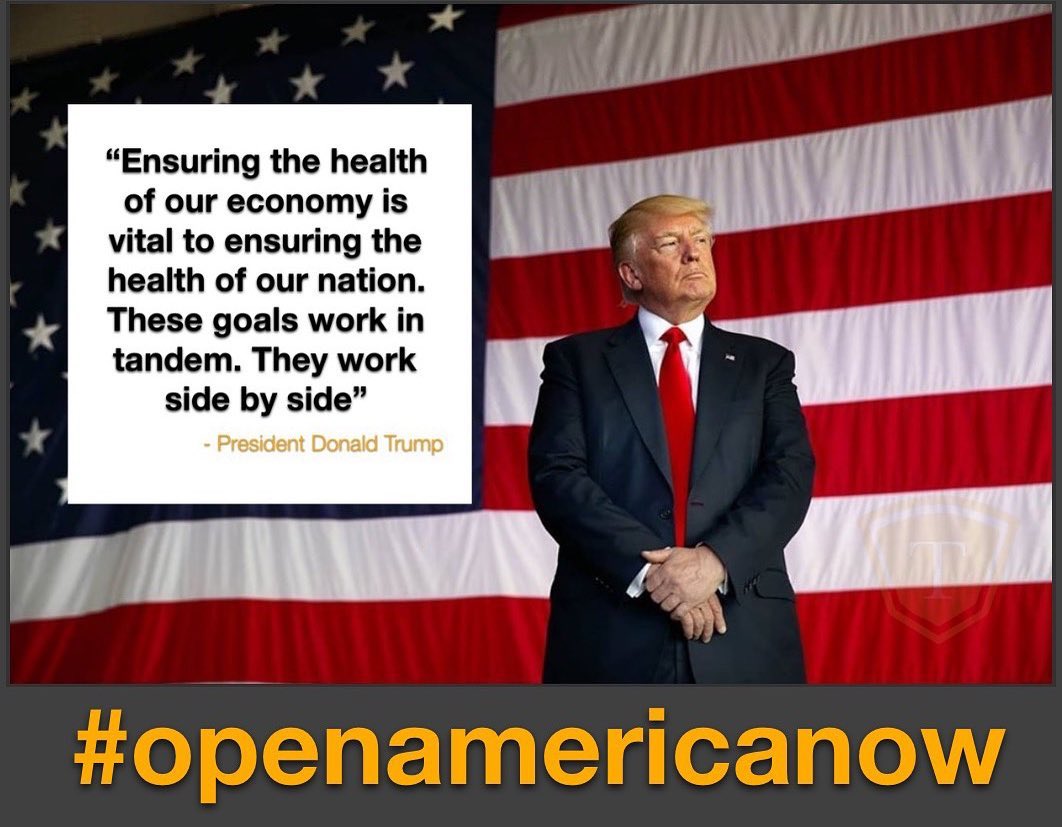 “Ensuring the health
of our economy is
vital to ensuring the
health of our nation.
These goals work in
tandem. They work
side by side”
- President Donald Trump
T
#openamericanow